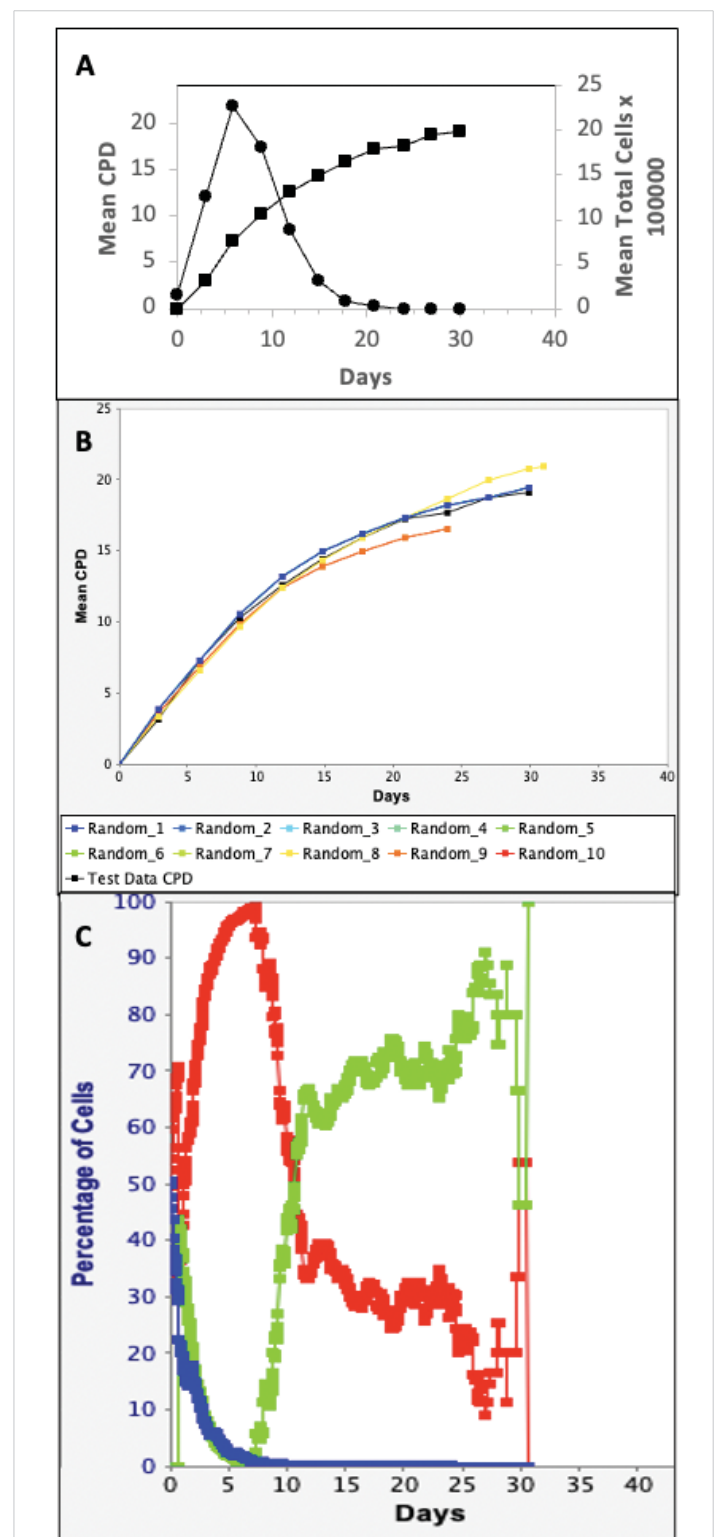 A
Mean CPD
20
15
10
5
0
25
20
15
10
5
0
Mean Total Cells x
100000
0 10 20 30 40
Days
B
Mean CPD
25
20
15
10
5
0
0 5 10 15 20 25 30 35 40
Days
Random_1 Random_2 Random_3 Random_4 Random_5
Random_6 Random_7 Random_8 Random_9 Random_10
Test Data CPD
C
Percentage of Cells
100
90
80
70
60
50
40
30
20
10
0
0 5 10 15 20 25 30 35 40
Days